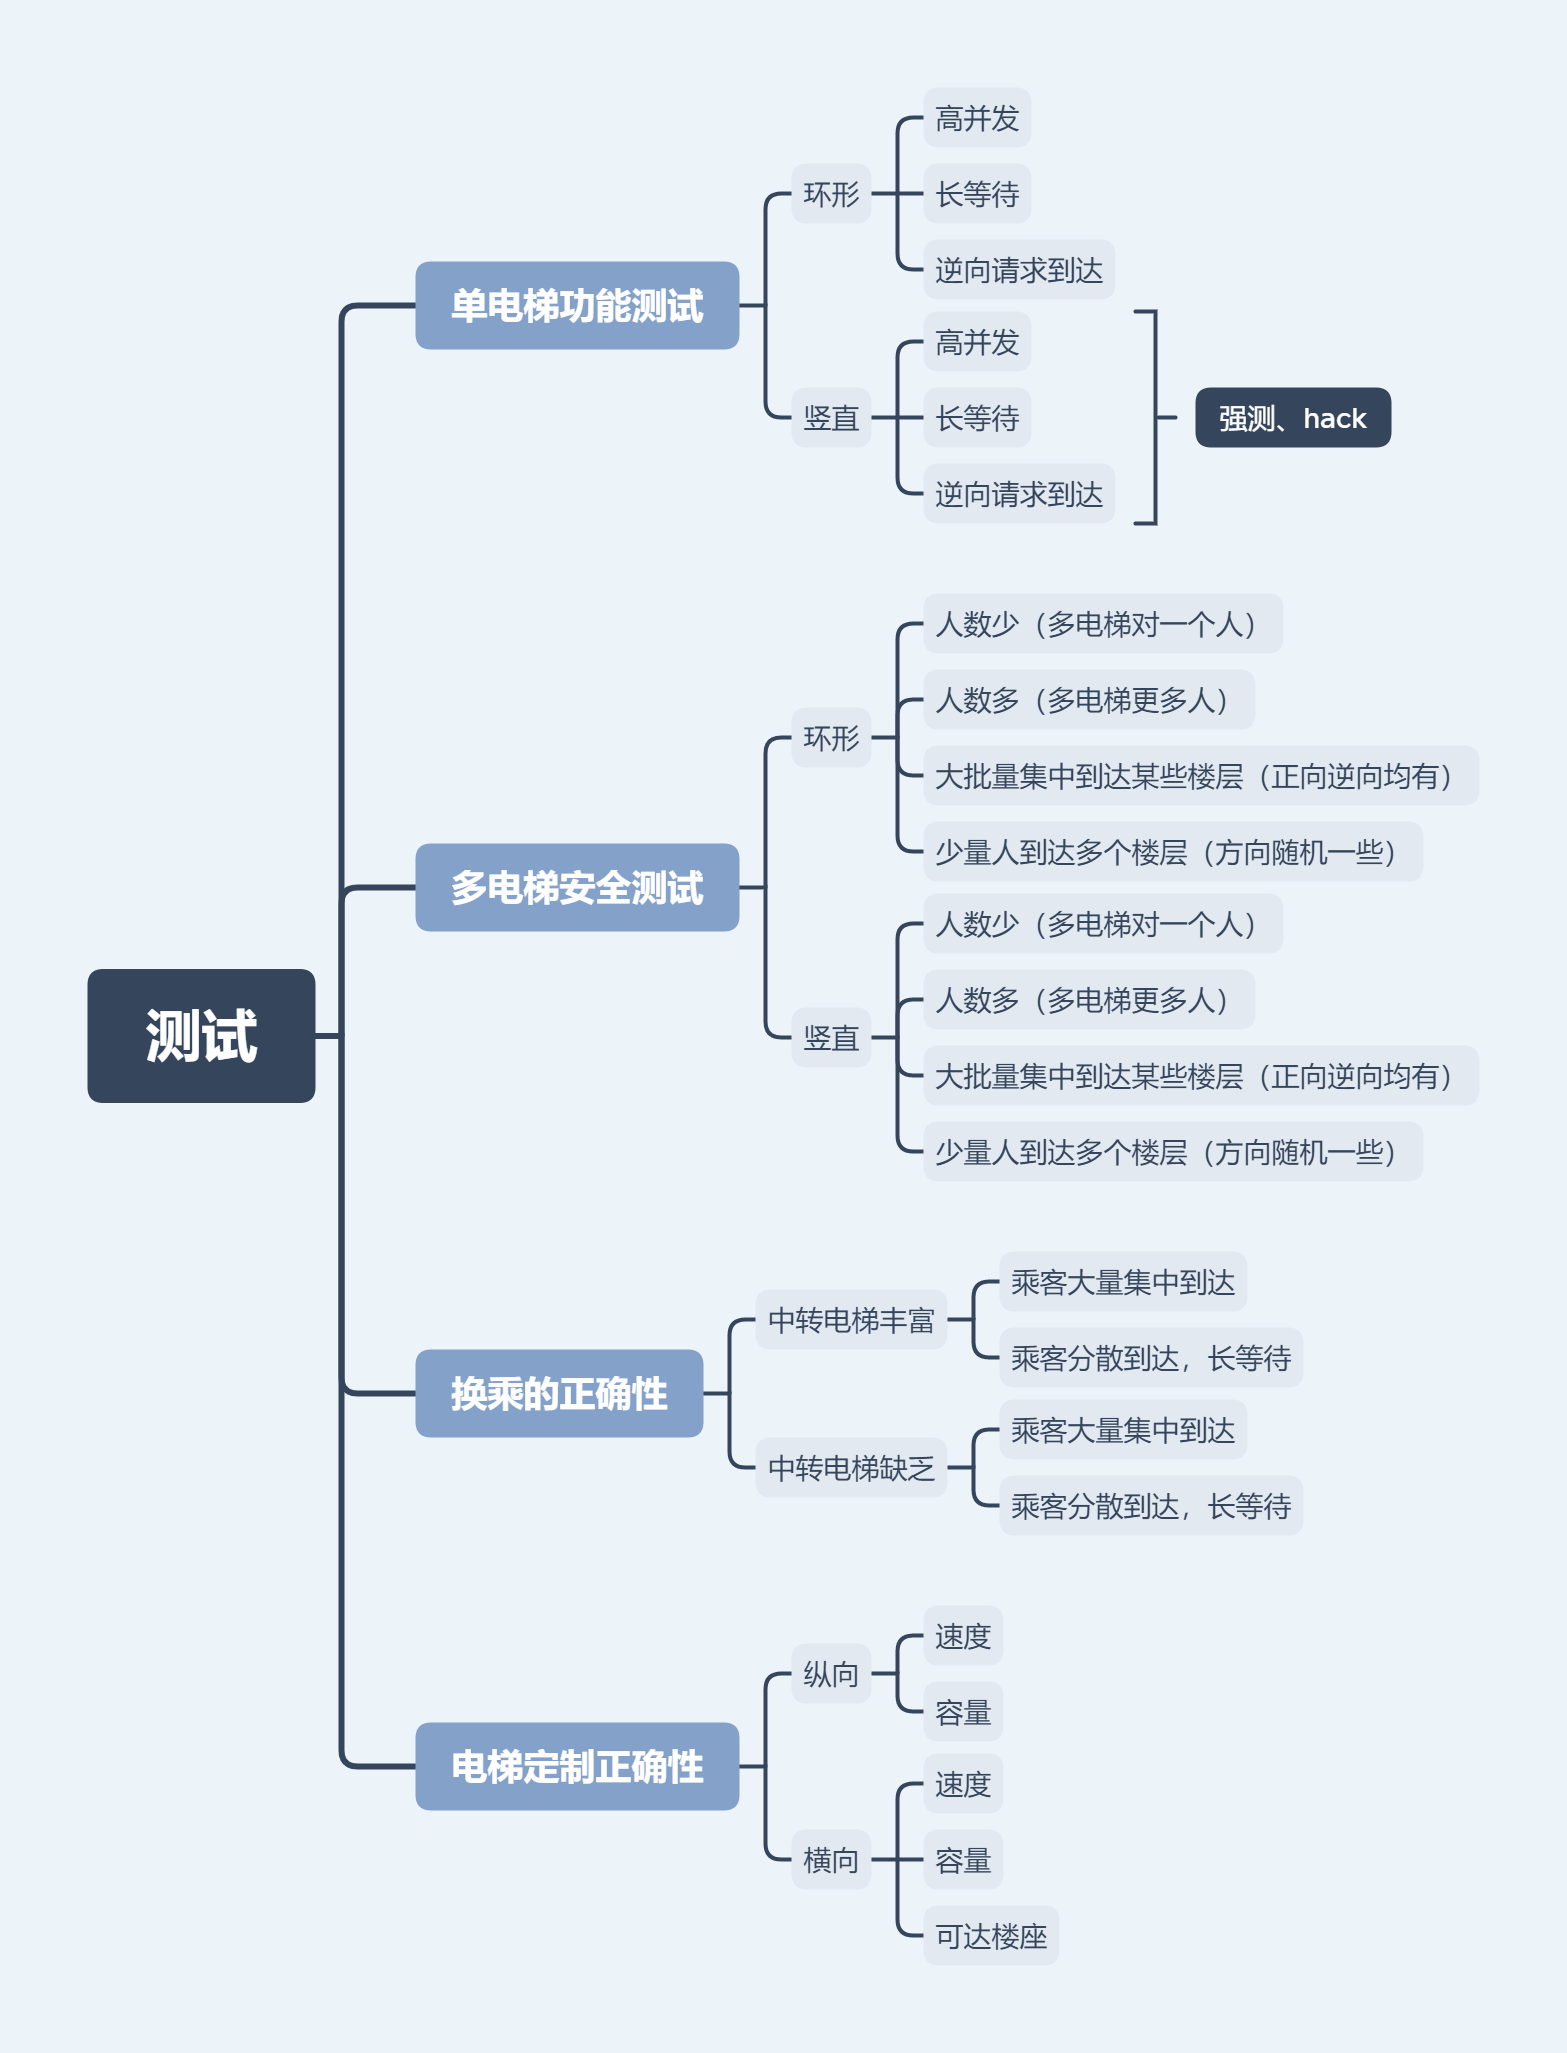 测试
单电梯功能测试
环形
高并发
长等待
逆向请求到达
竖直
高并发
长等待
逆向请求到达
强测、hack
多电梯安全测试
环形
人数少（多电梯对一个人）
人数多（多电梯更多人）
大批量集中到达某些楼层（正向逆向均有）
少量人到达多个楼层（方向随机一些）
竖直
人数少（多电梯对一个人）
人数多（多电梯更多人）
大批量集中到达某些楼层（正向逆向均有）
少量人到达多个楼层（方向随机一些）
换乘的正确性
中转电梯丰富
乘客大量集中到达
乘客分散到达，长等待
中转电梯缺乏
乘客大量集中到达
乘客分散到达，长等待
电梯定制正确性
纵向
速度
容量
横向
速度
容量
可达楼座